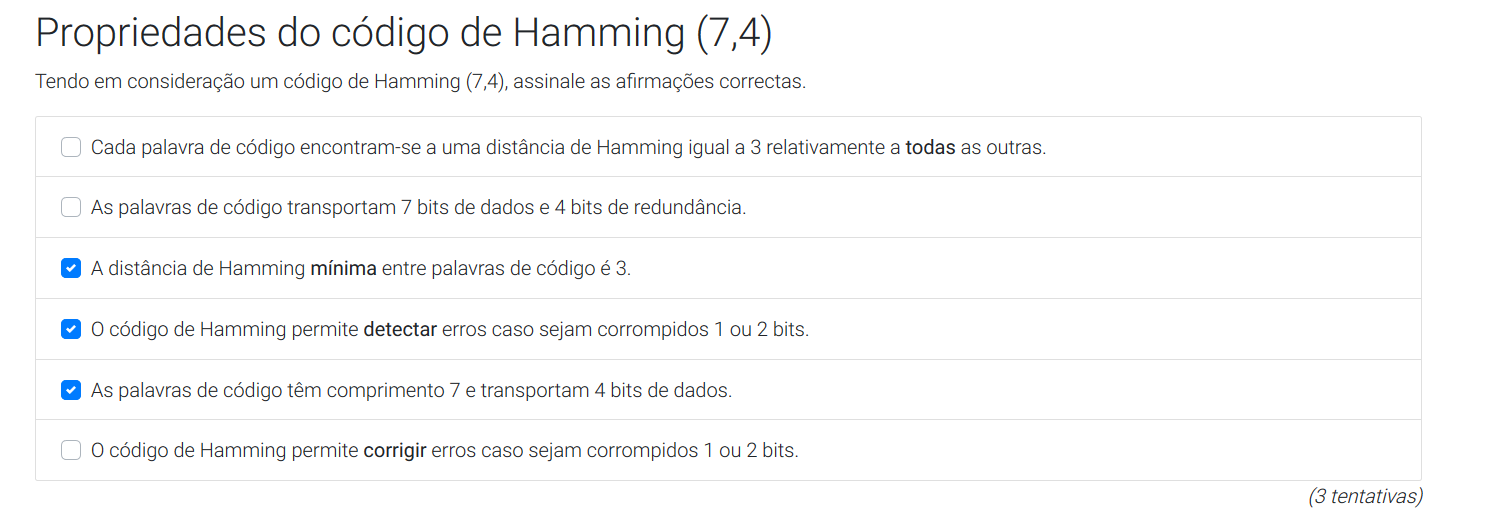 Propriedades do código de Hamming (7,4)
Tendo em consideração um código de Hamming (7,4), assinale as afirmações correctas.
Cada palavra de código encontram-se a uma distância de Hamming igual a 3 relativamente a todas as outras.
As palavras de código transportam 7 bits de dados e 4 bits de redundância.
A distância de Hamming mínima entre palavras de código é 3.
O código de Hamming permite detectar erros caso sejam corrompidos 1 ou 2 bits.
As palavras de código têm comprimento 7 e transportam 4 bits de dados.
O código de Hamming permite corrigir erros caso sejam corrompidos 1 ou 2 bits.
(3 tentativas)